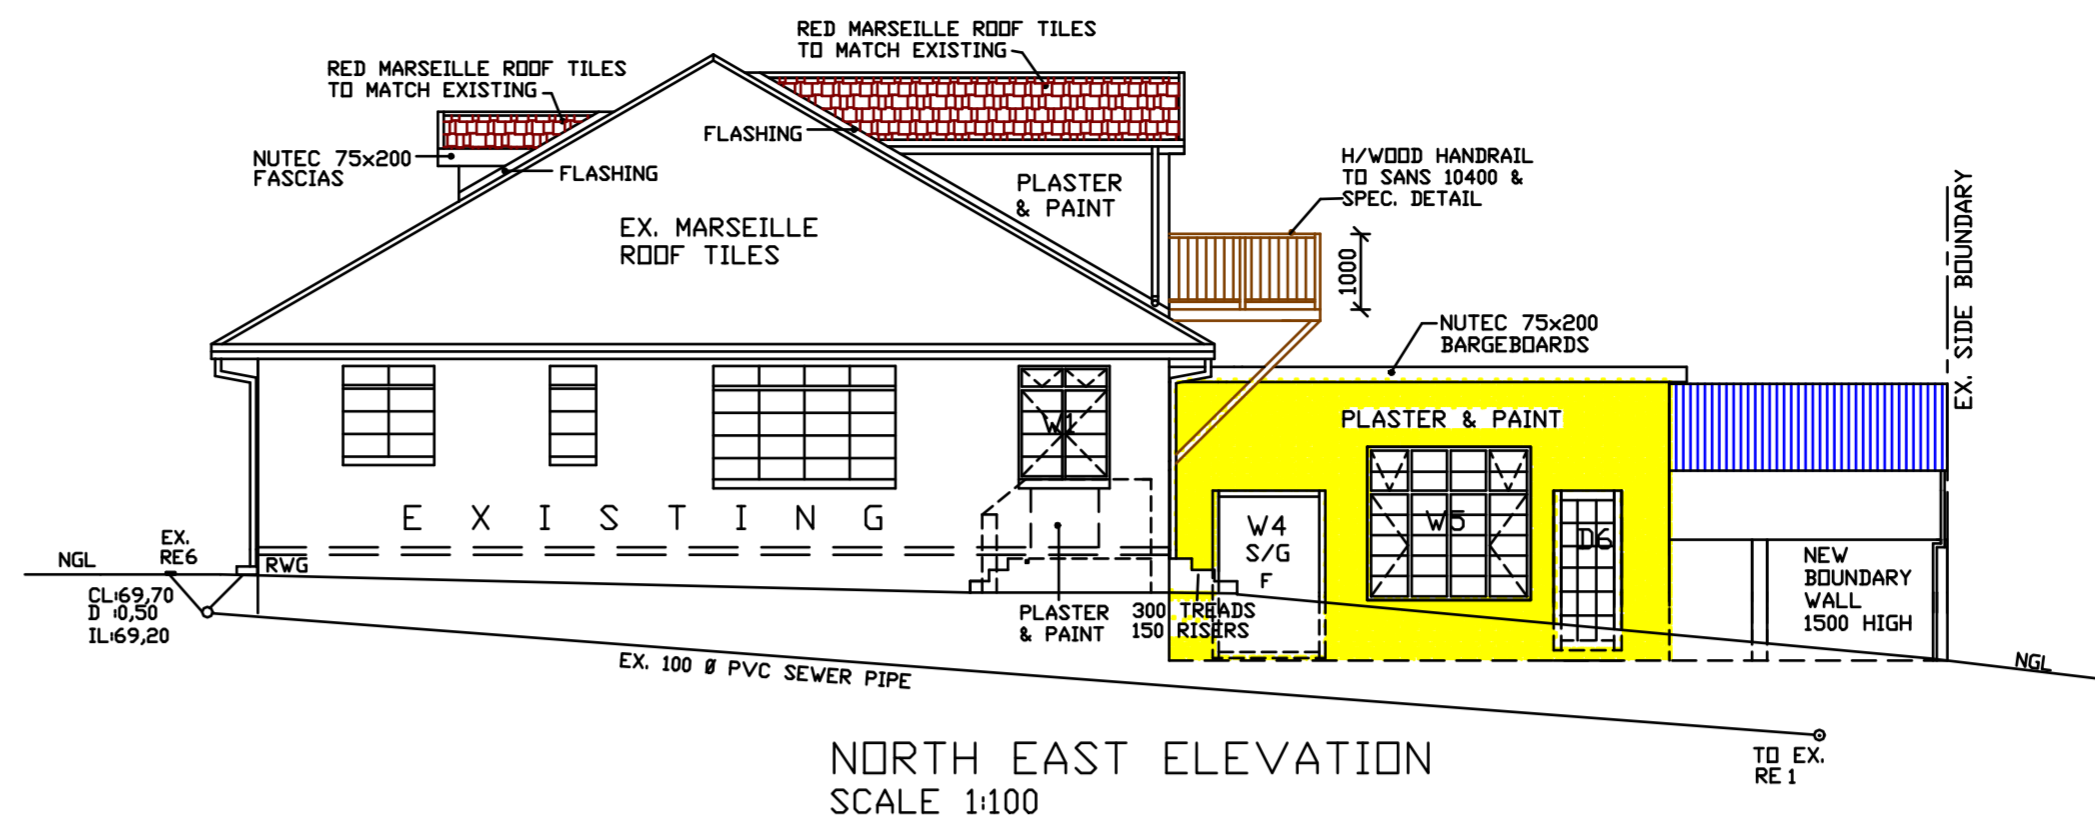 RED MARSEILLE ROOF TILES
TO MATCH EXISTING
RED MARSEILLE ROOF TILES
TO MATCH EXISTING
FLASHING
NUTEC 75x200
FASCIAS
FLASHING
PLASTER
& PAINT
H/WOOD HANDRAIL
TO SANS 10400 &
SPEC. DETAIL
EX. MARSEILLE
ROOF TILES
1000
EX. SIDE BOUNDARY
NUTEC 75x200
BARGEBOARDS
W1
PLASTER & PAINT
EXISTING
W4
S/G
F
W5
D6
NGL
EX.
RE6
RWG
CL:69,70
D :0,50
IL:69,20
PLASTER
& PAINT
300 TREADS
150 RISERS
NEW
BOUNDARY
WALL
1500 HIGH
NGL
EX. 100 Ø PVC SEWER PIPE
TO EX.
RE 1
NORTH EAST ELEVATION
SCALE 1:100